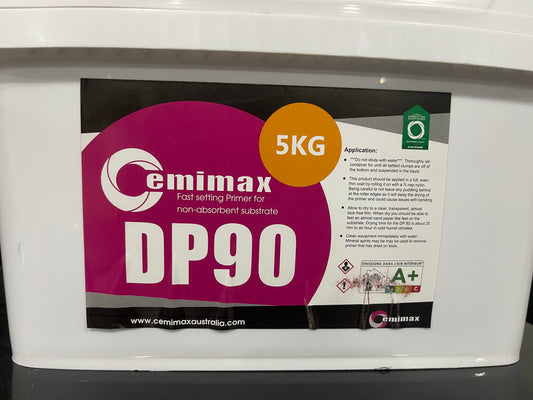 5KG
Cemimax
Fast setting Primer for
non-absorbent substrate
DP90
www.cemimaxaustralia.com
Application:
***Do not dilute with water***. Thoroughly stir
container for until all settled clumps are off of
the bottom and suspended in the liquid.
This product should be applied in a full, even,
thin coat by rolling it on with a ¾ nap nylon.
Being careful to not leave any puddling behind
at the roller edges as it will delay the drying of
the primer and could cause issues with bonding.
Allow to dry to a clear, transparent, almost
tack-free film. When dry you should be able to
feel an almost sand paper like feel on the
substrate. Drying time for the DP 90 is about 20
min to an hour in cold humid climates.
Clean equipment immediately with water.
Mineral spirits may be may be used to remove
primer that has dried on tools.
ÉMISSIONS DANS L'AIR INTÉRIEUR*
A+
C
Cemimax